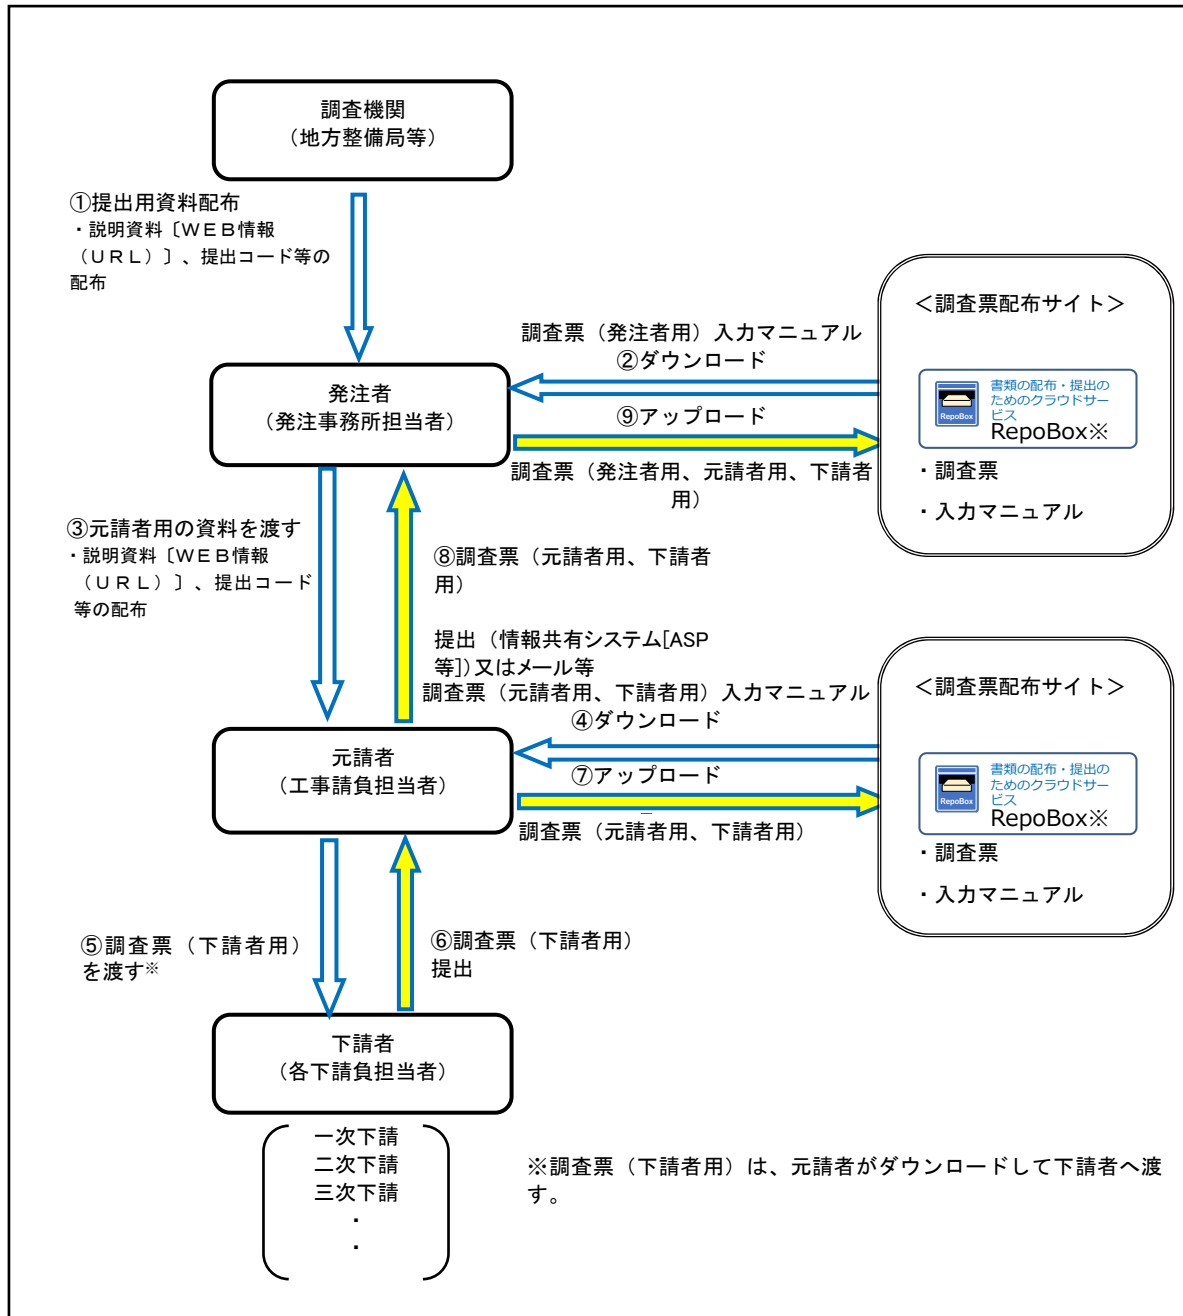 調査機関
（地方整備局等）
①提出用資料配布
・説明資料〔ＷＥＢ情報
（ＵＲＬ）〕、提出コード等の
配布
＜調査票配布サイト＞
調査票（発注者用）入力マニュアル
②ダウンロード
発注者
（発注事務所担当者）
⑨アップロード
調査票（発注者用、元請者用、下請者
用）
RepoBox
書類の配布・提出の
ためのクラウドサー
ビス
RepoBox※
・調査票
・入力マニュアル
③元請者用の資料を渡す
・説明資料〔ＷＥＢ情報
（ＵＲＬ）〕、提出コード
等の配布
⑧調査票（元請者用、下請者
用）
提出（情報共有システム[ASP
等]）又はメール等
調査票（元請者用、下請者用）入力マニュアル
④ダウンロード
＜調査票配布サイト＞
元請者
（工事請負担当者）
⑦アップロード
調査票（元請者用、下請者用）
RepoBox
書類の配布・提出の
ためのクラウドサー
ビス
RepoBox※
・調査票
・入力マニュアル
⑤調査票（下請者用）
を渡す※
⑥調査票（下請者用）
提出
下請者
（各下請負担当者）
一次下請
二次下請
三次下請
・
・
※調査票（下請者用）は、元請者がダウンロードして下請者へ渡
す。